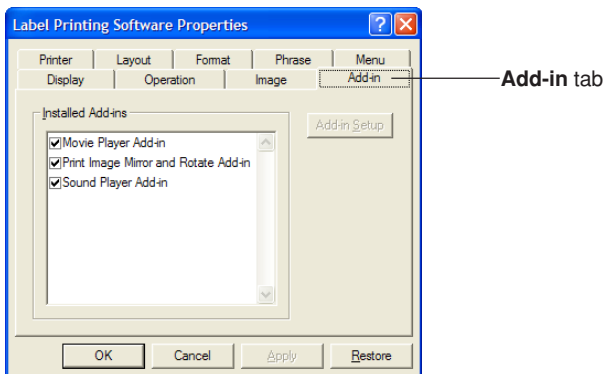 Label Printing Software Properties
Printer Layout Format Phrase Menu
Display Operation Image Add-in
Add-in tab
Installed Add-ins
Add-in Setup
Movie Player Add-in
Print Image Mirror and Rotate Add-in
Sound Player Add-in
OK Cancel Apply Restore